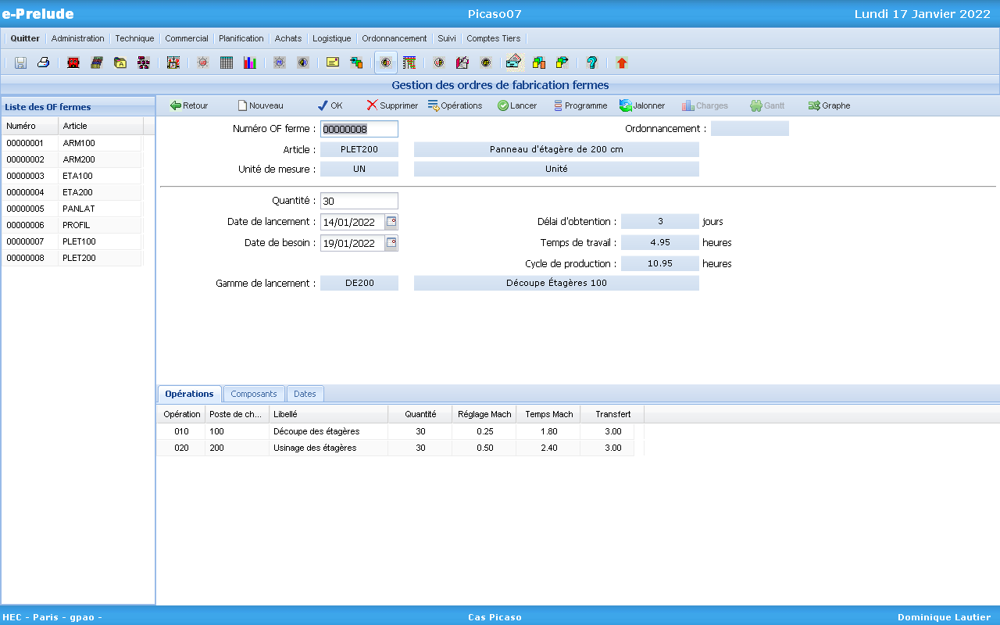 e-Prelude Picaso07 Lundi 17 Janvier 2022
Quitter Administration Technique Commercial Planification Achats Logistique Ordonnancement Suivi Comptes Tiers
Gestion des ordres de fabrication fermes
Liste des OF fermes
Numéro Article
00000001 ARM100
00000002 ARM200
00000003 ETA100
00000004 ETA200
00000005 PANLAT
00000006 PROFIL
00000007 PLET100
00000008 PLET200
Retour Nouveau OK Supprimer Opérations Lancer Programme Jalonner Charges Gantt Graphe
Numéro OF ferme : 00000008 Ordonnancement :
Article : PLET200 Panneau d'étagère de 200 cm
Unité de mesure : UN Unité
Quantité : 30
Date de lancement : 14/01/2022 Délai d'obtention : 3 jours
Date de besoin : 19/01/2022 Temps de travail : 4.95 heures
Cycle de production : 10.95 heures
Gamme de lancement : DE200 Découpe Étagères 100
Opérations Composants Dates
Opération Poste de ch... Libellé Quantité Réglage Mach Temps Mach Transfert
010 100 Découpe des étagères 30 0.25 1.80 3.00
020 200 Usinage des étagères 30 0.50 2.40 3.00
HEC - Paris - gpao - Cas Picaso Dominique Lautier